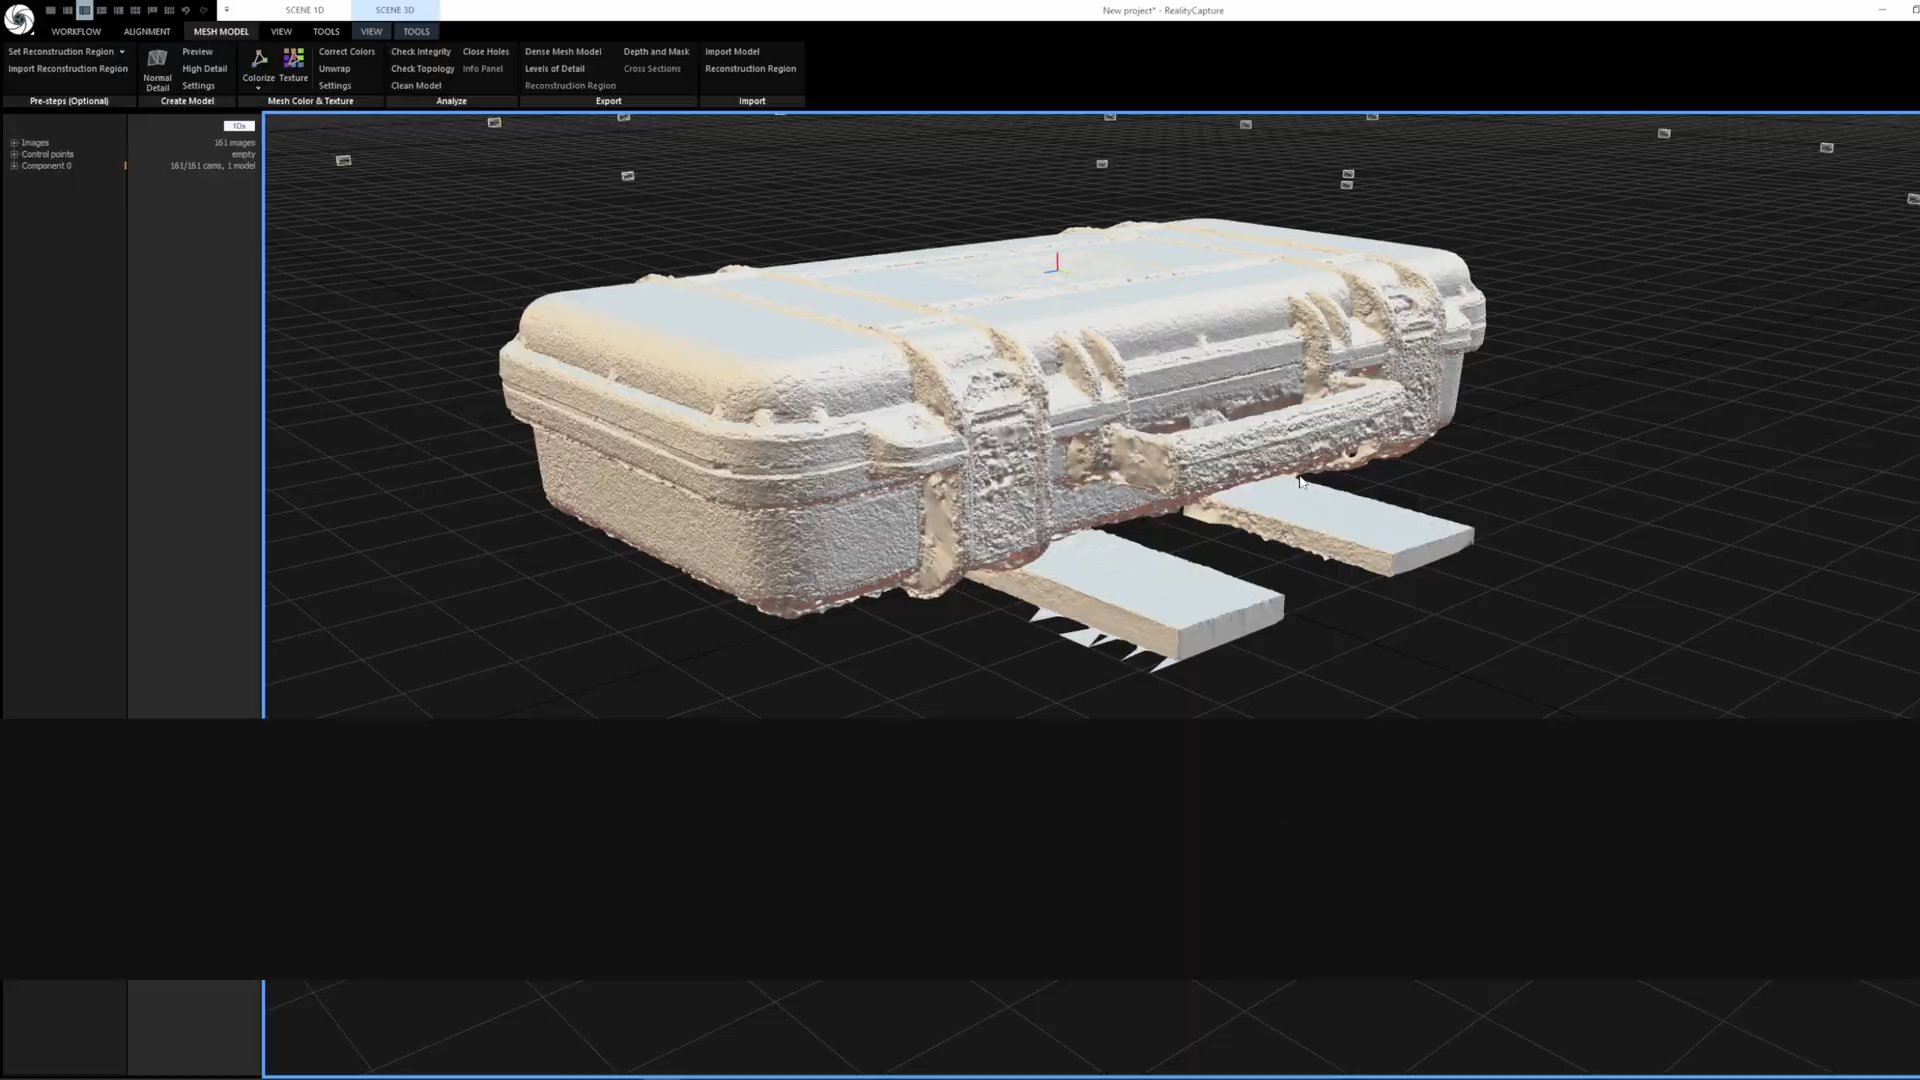 SCENE 1D SCENE 3D New project* - RealityCapture
WORKFLOW ALIGNMENT MESH MODEL VIEW TOOLS VIEW TOOLS
Set Reconstruction Region Preview Correct Colors Check Integrity Close Holes Dense Mesh Model Depth and Mask Import Model
Import Reconstruction Region High Detail Unwrap Check Topology Info Panel Levels of Detail Cross Sections Reconstruction Region
Normal Detail Settings Colorize Texture Settings Clean Model Reconstruction Region
Pre-steps (Optional) Create Model Mesh Color & Texture Analyze Export Import
1Ds
Images 161 images
Control points empty
Component 0 161/161 cams, 1 model